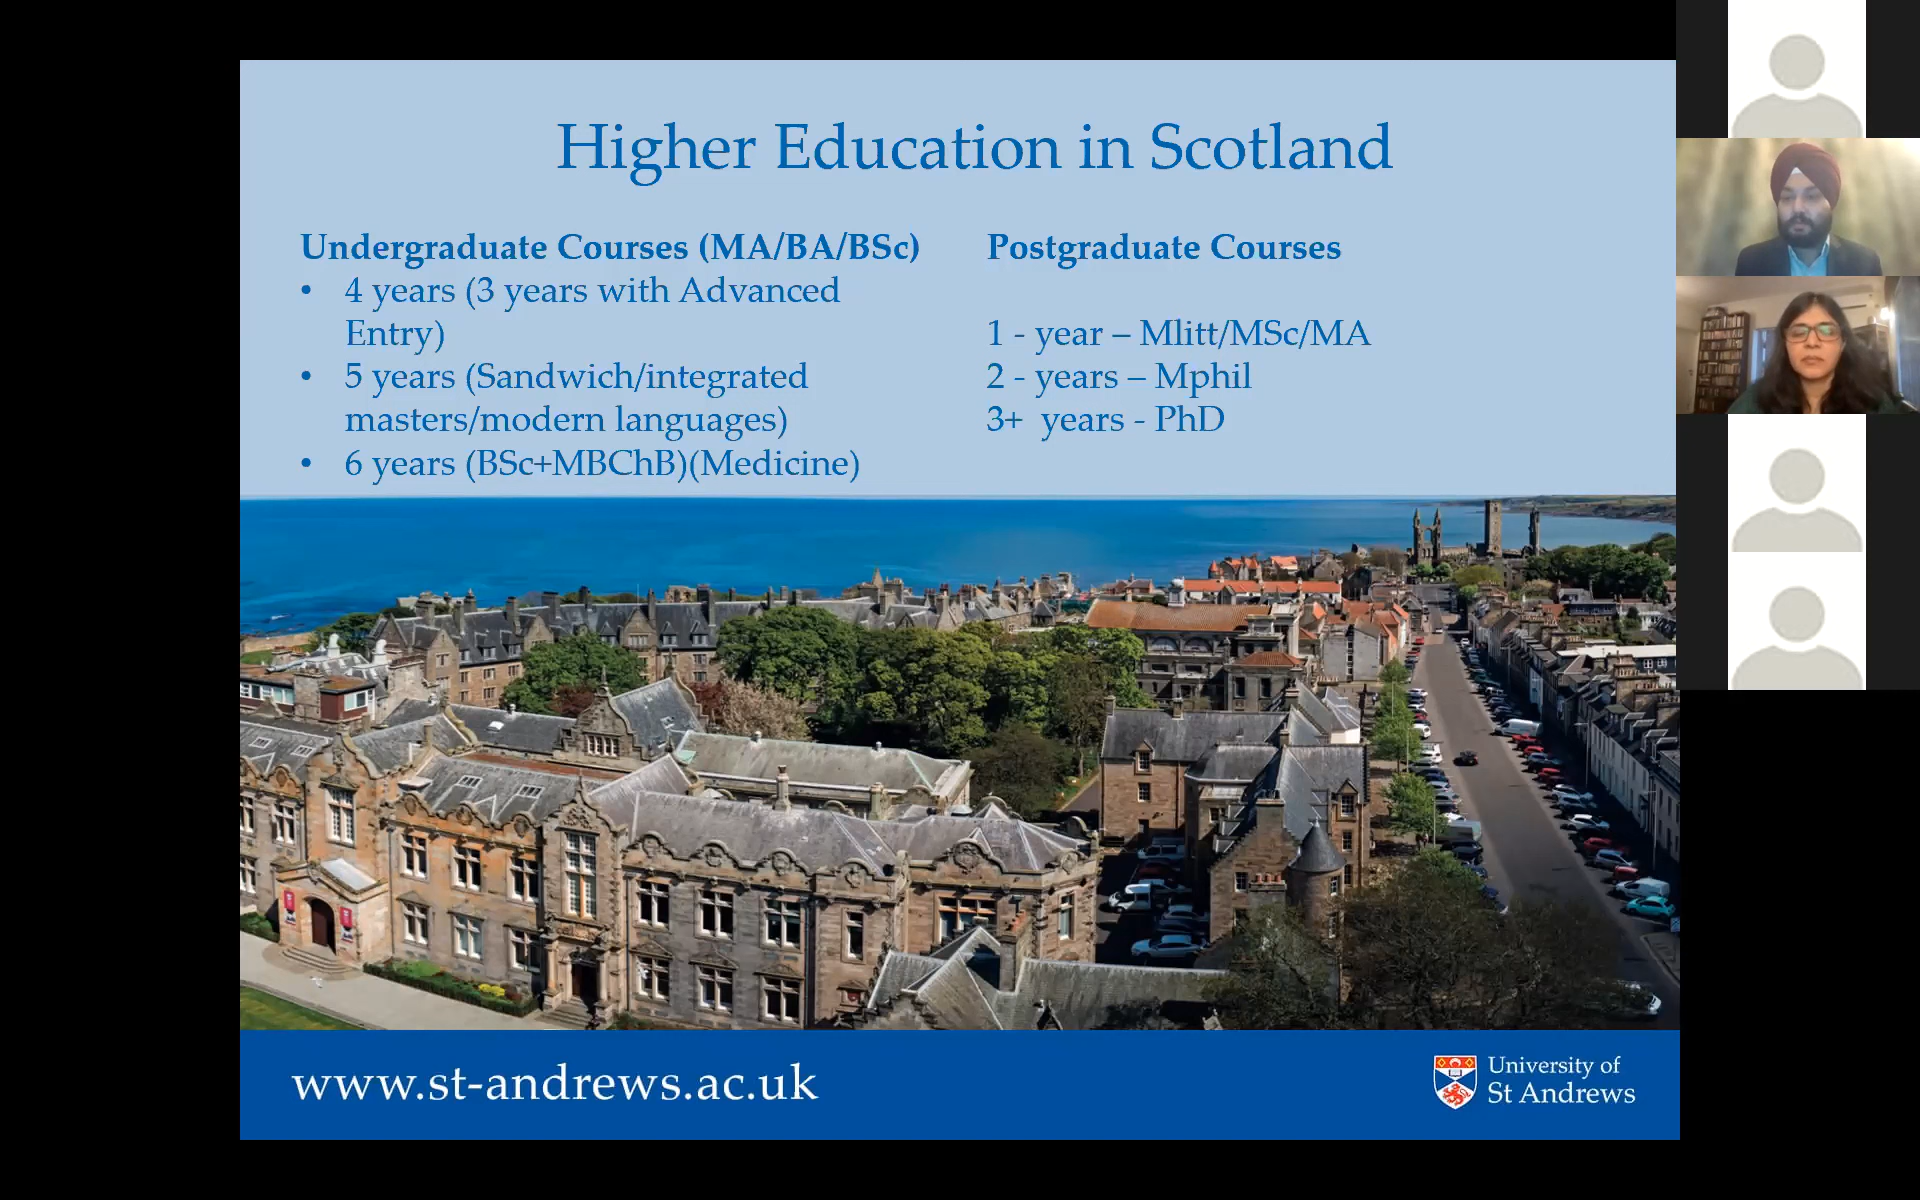 Higher Education in Scotland
Undergraduate Courses (MA/BA/BSc)
• 4 years (3 years with Advanced
Entry)
• 5 years (Sandwich/integrated
masters/modern languages)
• 6 years (BSc+MBChB)(Medicine)
Postgraduate Courses
1 - year – Mlitt/MSc/MA
2 - years – Mphil
3+ years - PhD
www.st-andrews.ac.uk
University of
St Andrews